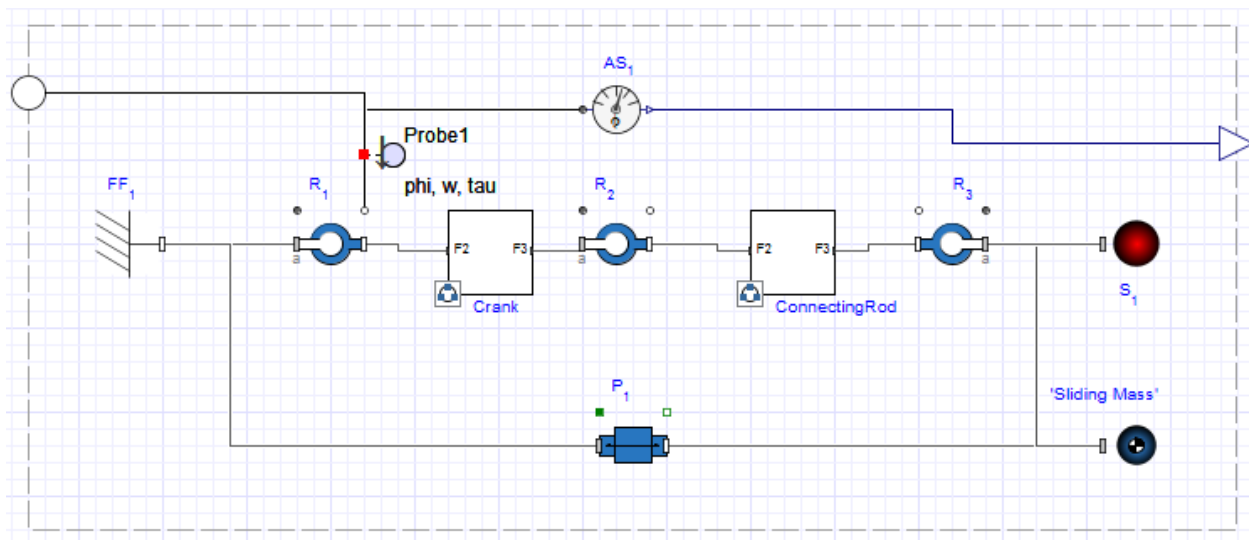 AS₁
Probe1
phi, w, tau
FF₁
R₁
R₂
R₃
F2
F3
F2
F3
a
a
a
Crank
ConnectingRod
S₁
P₁
'Sliding Mass'